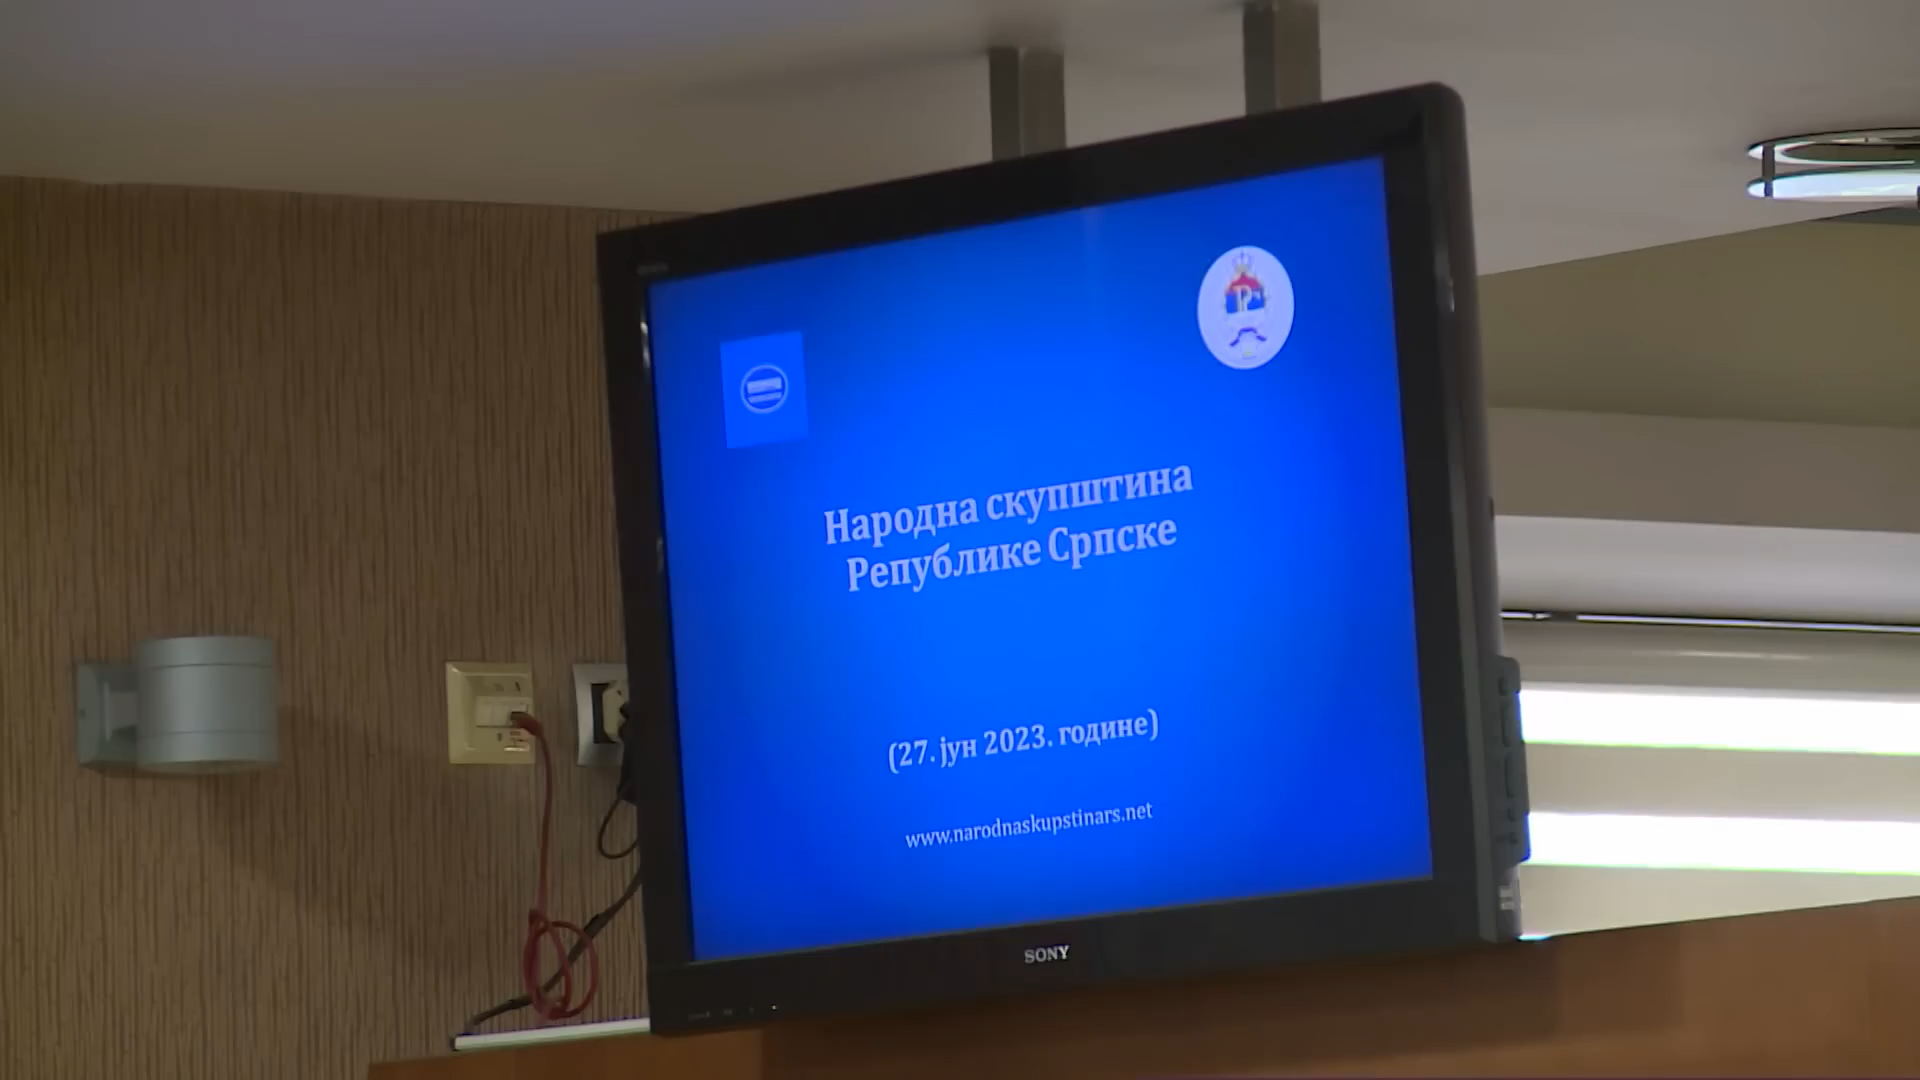 Народна скупштина
Републике Српске
(27. јун 2023. године)
www.narodnaskupstinars.net
SONY